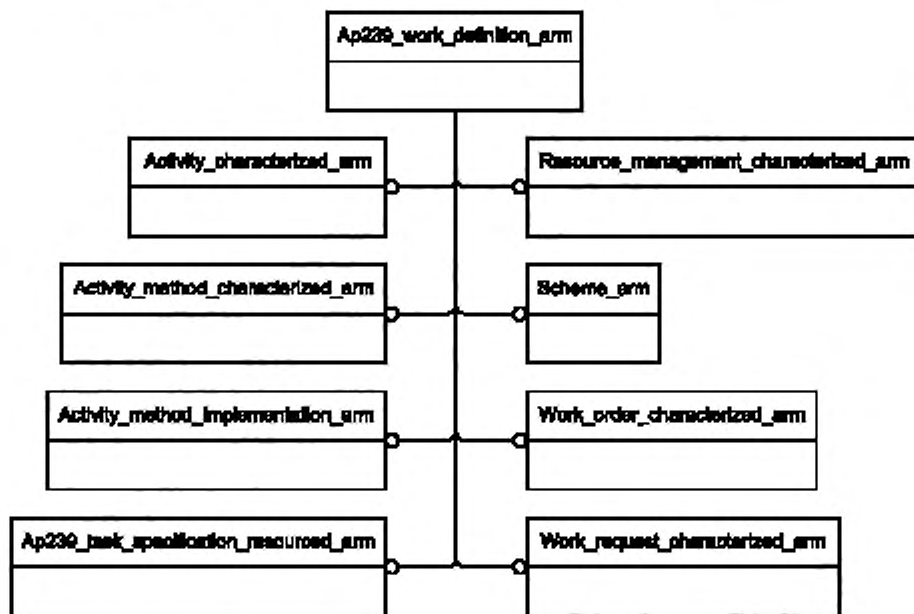 Ap239_work_definition_arm
Activity_characterized_arm
Resource_management_characterized_arm
Activity_method_characterized_arm
Scheme_arm
Activity_method_implementation_arm
Work_order_characterized_arm
Ap239_task_specification_resourced_arm
Work_request_characterized_arm